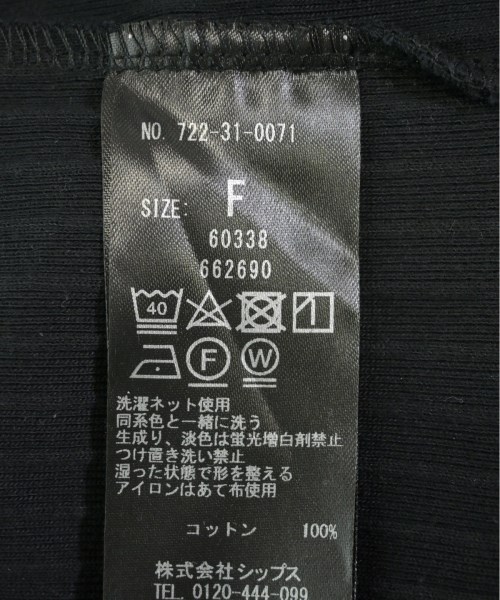 NO. 722-31-0071
SIZE: F
60338
662690
40
F W
洗濯ネット使用
同系色と一緒に洗う
生成り、淡色は蛍光増白剤禁止
つけ置き洗い禁止
湿った状態で形を整える
アイロンはあて布使用
コットン 100%
株式会社シップス
TEL. 0120-444-099